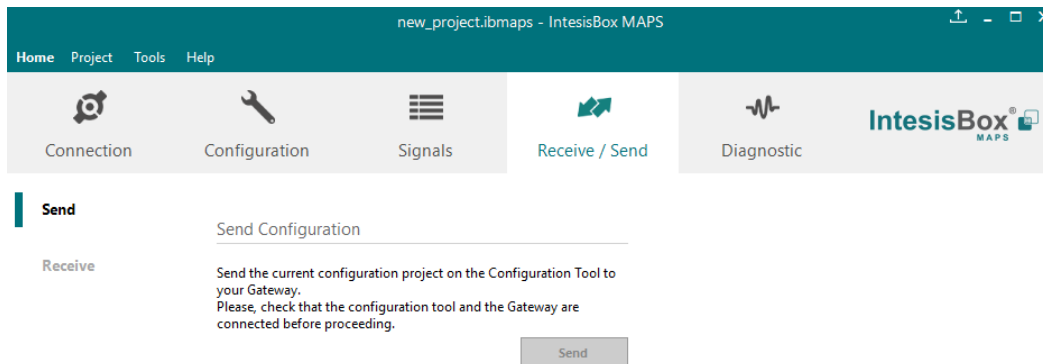 new_project.ibmaps - IntesisBox MAPS
Home Project Tools Help
Connection
Configuration
Signals
Receive / Send
Diagnostic
IntesisBox®
MAPS
Send
Send Configuration
Receive
Send the current configuration project on the Configuration Tool to
your Gateway.
Please, check that the configuration tool and the Gateway are
connected before proceeding.
Send